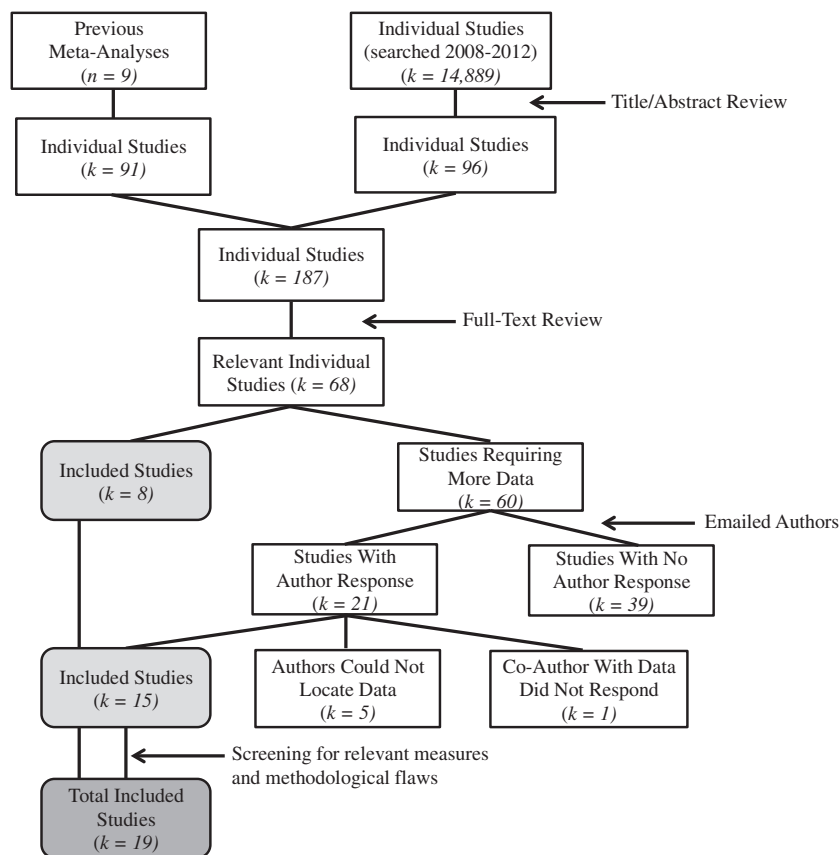 Previous
Meta-Analyses
(n = 9)
Individual Studies
(searched 2008-2012)
(k = 14,889)
Title/Abstract Review
Individual Studies
(k = 91)
Individual Studies
(k = 96)
Individual Studies
(k = 187)
Full-Text Review
Relevant Individual
Studies (k = 68)
Included Studies
(k = 8)
Studies Requiring
More Data
(k = 60)
Emailed Authors
Studies With
Author Response
(k = 21)
Studies With No
Author Response
(k = 39)
Included Studies
(k = 15)
Authors Could Not
Locate Data
(k = 5)
Co-Author With Data
Did Not Respond
(k = 1)
Screening for relevant measures
and methodological flaws
Total Included
Studies
(k = 19)